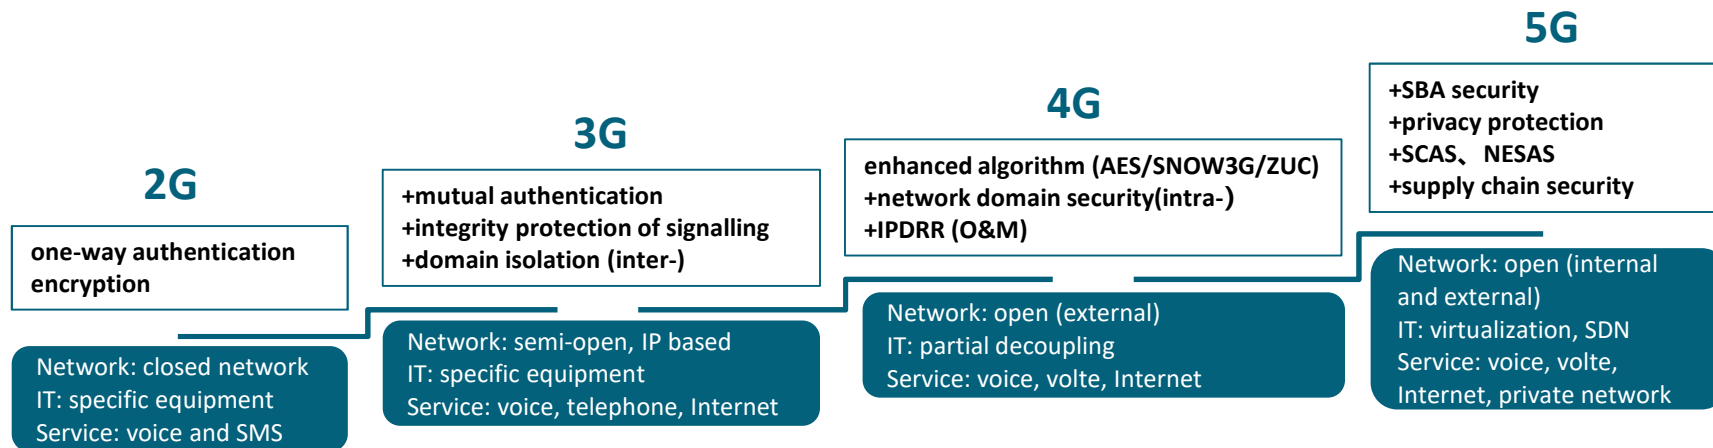 2G
one-way authentication
encryption
Network: closed network
IT: specific equipment
Service: voice and SMS
3G
+mutual authentication
+integrity protection of signalling
+domain isolation (inter-)
Network: semi-open, IP based
IT: specific equipment
Service: voice, telephone, Internet
4G
enhanced algorithm (AES/SNOW3G/ZUC)
+network domain security(intra-）
+IPDRR (O&M)
Network: open (external)
IT: partial decoupling
Service: voice, volte, Internet
5G
+SBA security
+privacy protection
+SCAS、NESAS
+supply chain security
Network: open (internal
and external)
IT: virtualization, SDN
Service: voice, volte,
Internet, private network